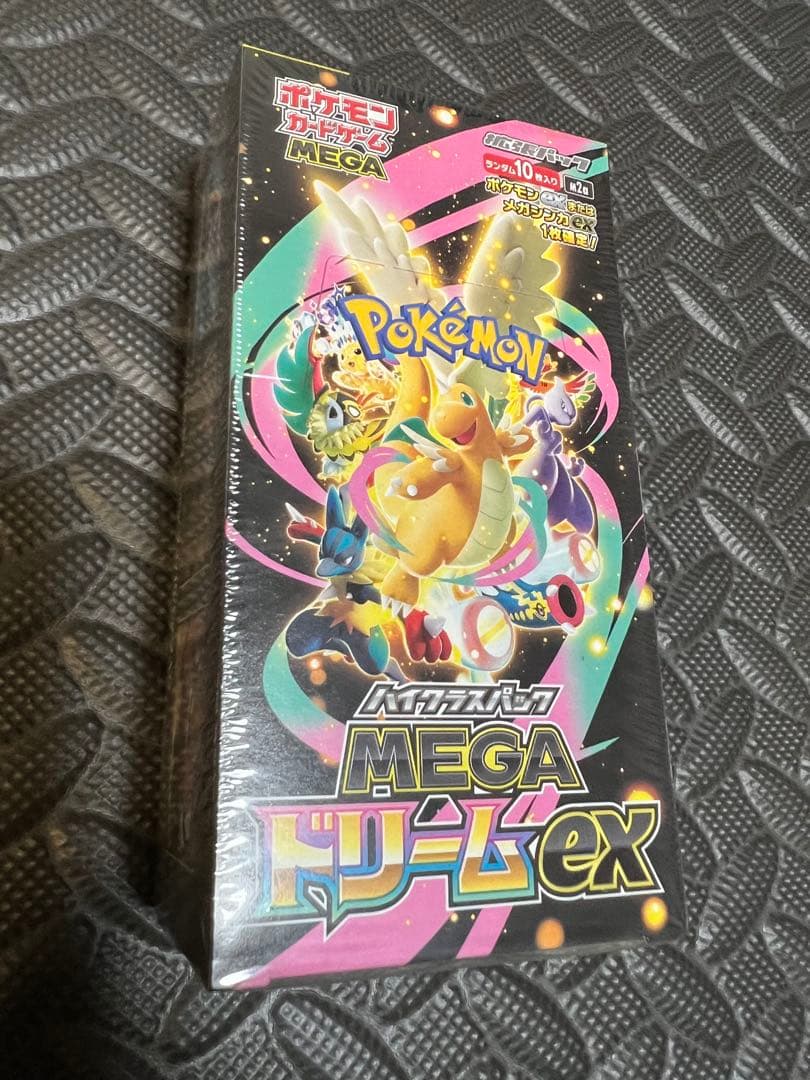 ポケモン
カードゲーム
MEGA
拡張パック
ランダム10枚入り M2a
ポケモンexまたは
メガシンカex
1枚確定!!
Pokémon
ハイクラスパック
MEGA
ドリームex